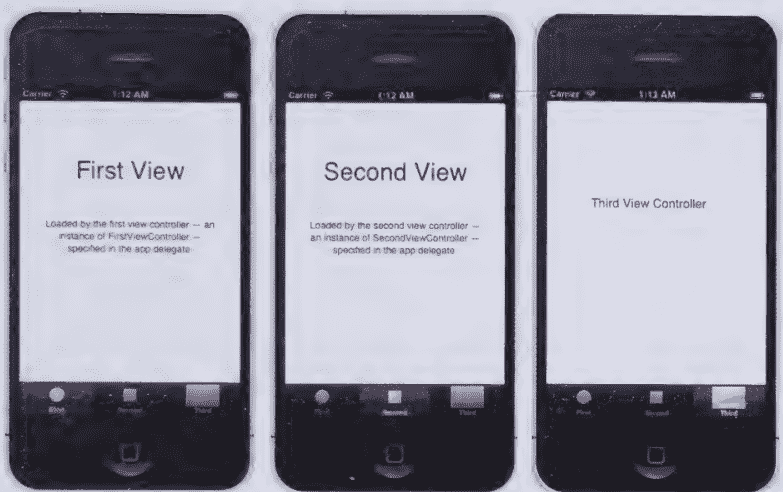 Carrier 1:12 AM
First View
Loaded by the first view controller — an
instance of FirstViewController —
specified in the app delegate
First Second Third
Carrier 1:12 AM
Second View
Loaded by the second view controller —
an instance of SecondViewController —
specified in the app delegate
First Second Third
Carrier 1:12 AM
Third View Controller
First Second Third